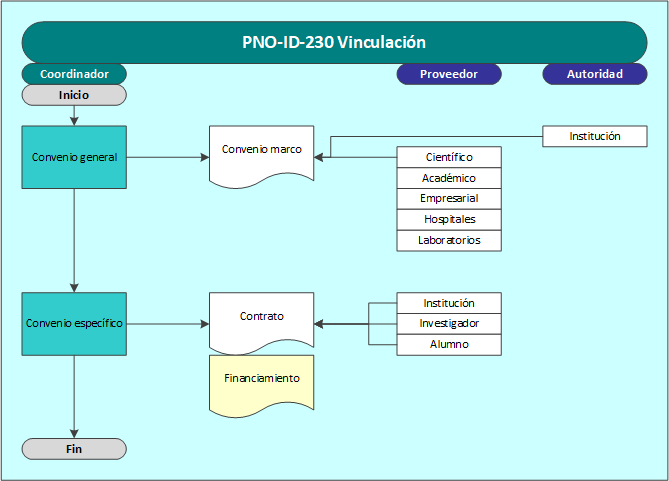 PNO-ID-230 Vinculación
Coordinador
Proveedor
Autoridad
Inicio
Institución
Convenio general
Convenio marco
Científico
Académico
Empresarial
Hospitales
Laboratorios
Convenio específico
Contrato
Institución
Investigador
Alumno
Financiamiento
Fin